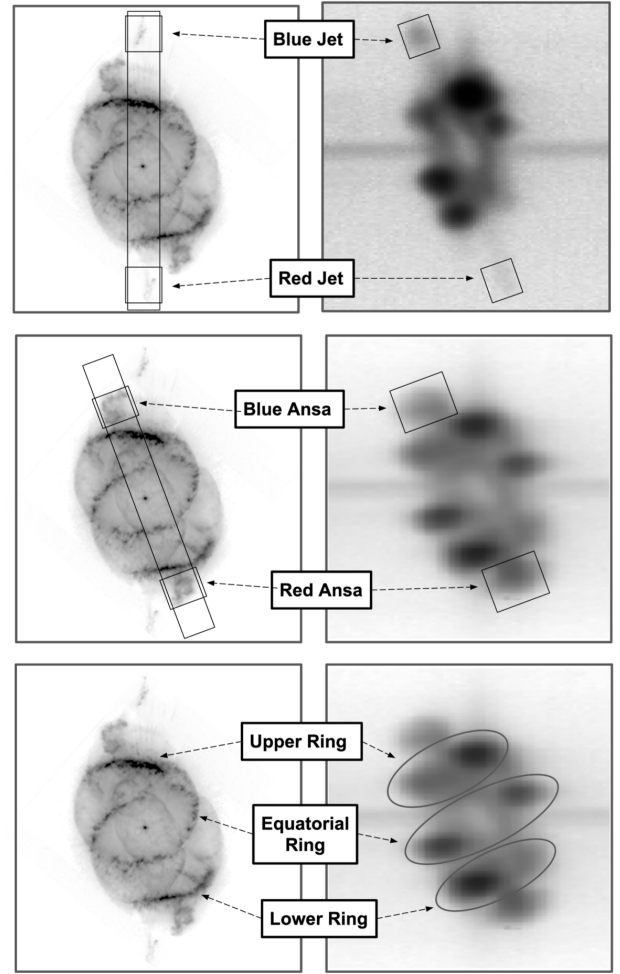 Blue Jet
Red Jet
Blue Ansa
Red Ansa
Upper Ring
Equatorial
Ring
Lower Ring